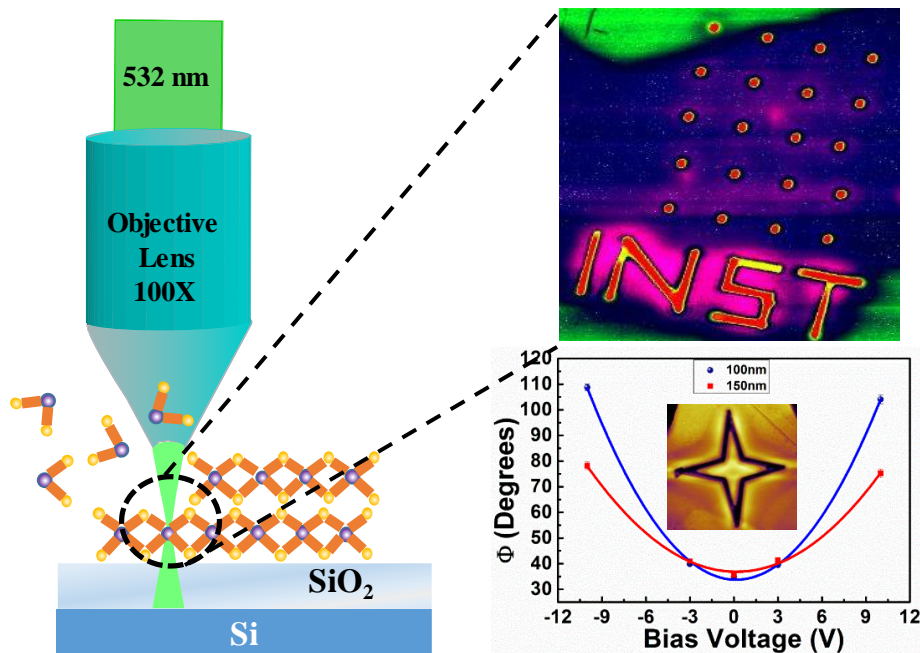 532 nm
Objective
Lens
100X
SiO₂
Si
INST
120
110
100
90
80
70
60
50
40
30
Φ (Degrees)
100nm
150nm
-12 -9 -6 -3 0 3 6 9 12
Bias Voltage (V)